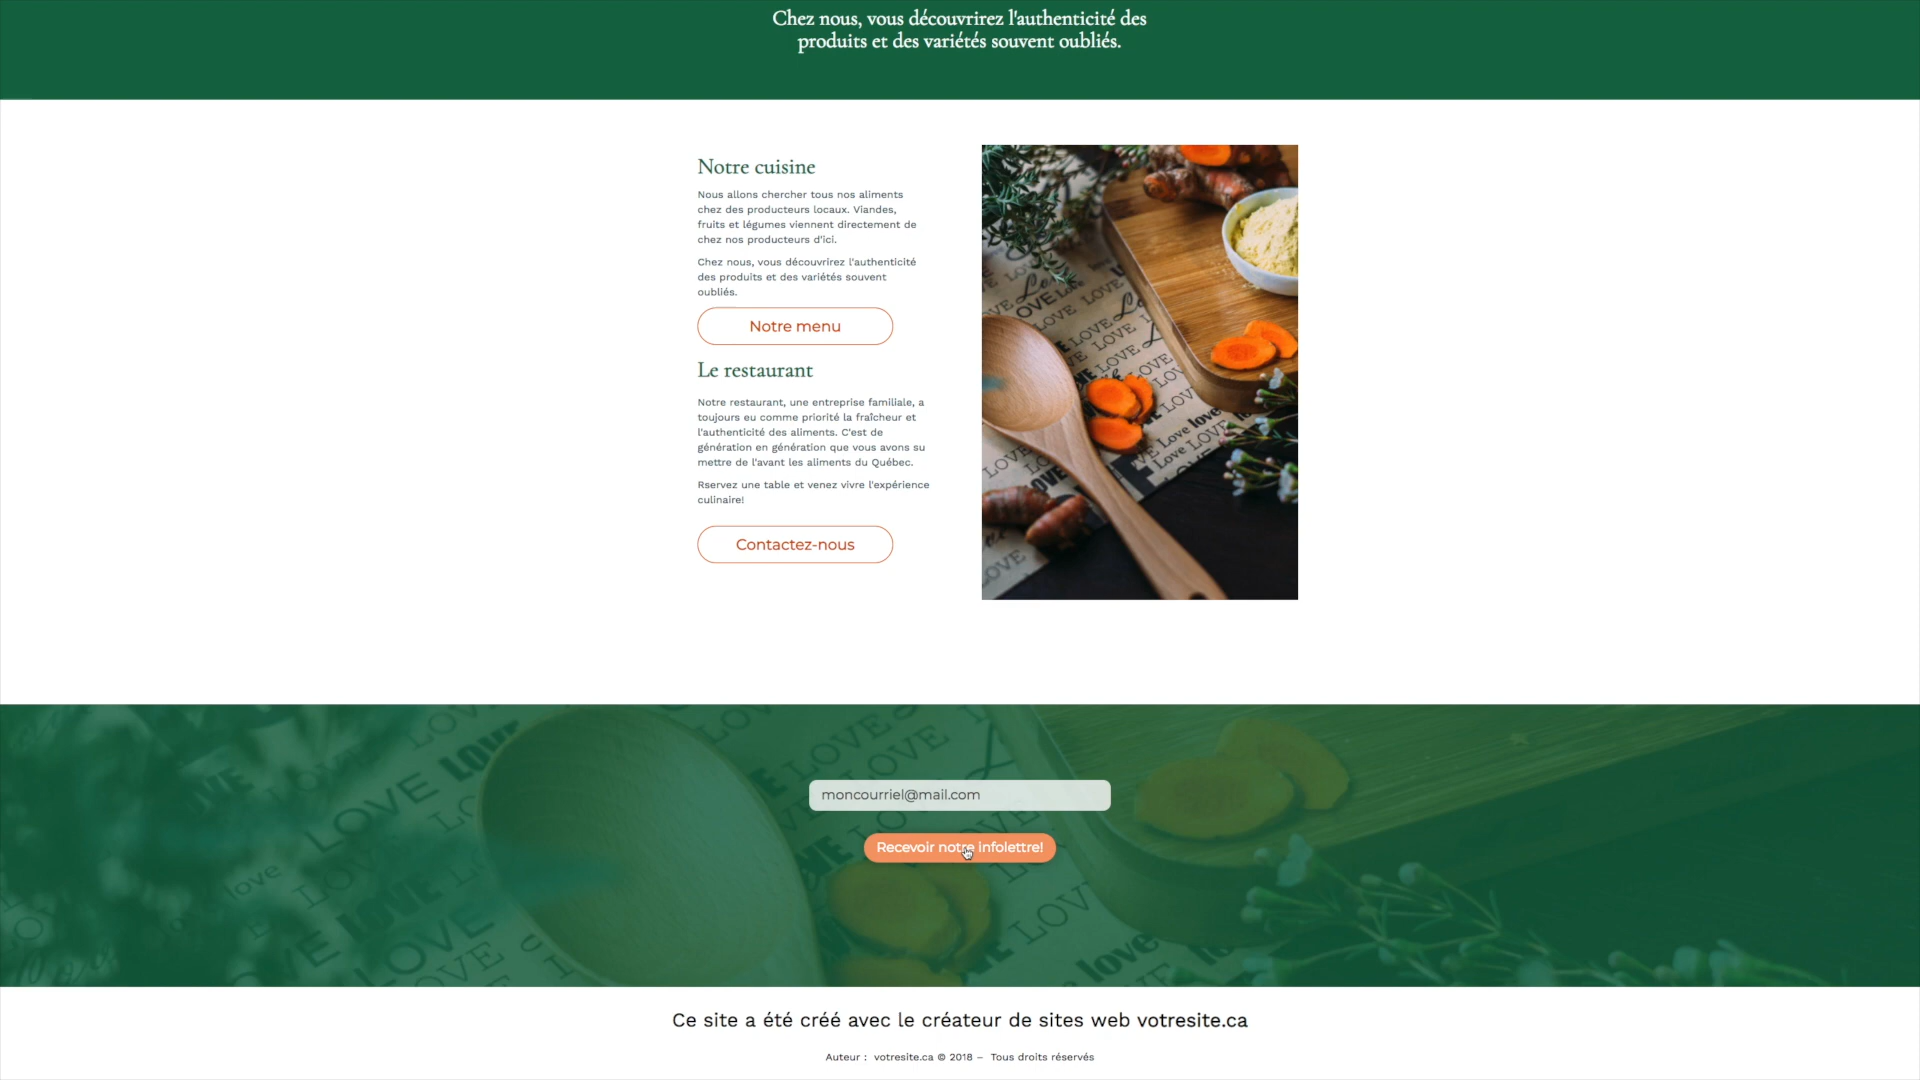 Chez nous, vous découvrirez l'authenticité des
produits et des variétés souvent oubliés.
Notre cuisine
Nous allons chercher tous nos aliments
chez des producteurs locaux. Viandes,
fruits et légumes viennent directement de
chez nos producteurs d'ici.
Chez nous, vous découvrirez l'authenticité
des produits et des variétés souvent
oubliés.
Notre menu
Le restaurant
Notre restaurant, une entreprise familiale, a
toujours eu comme priorité la fraîcheur et
l'authenticité des aliments. C'est de
génération en génération que vous avons su
mettre de l'avant les aliments du Québec.
Rservez une table et venez vivre l'expérience
culinaire!
Contactez-nous
moncourriel@mail.com
Recevoir notre infolettre!
Ce site a été créé avec le créateur de sites web votresite.ca
Auteur : votresite.ca © 2018 – Tous droits réservés